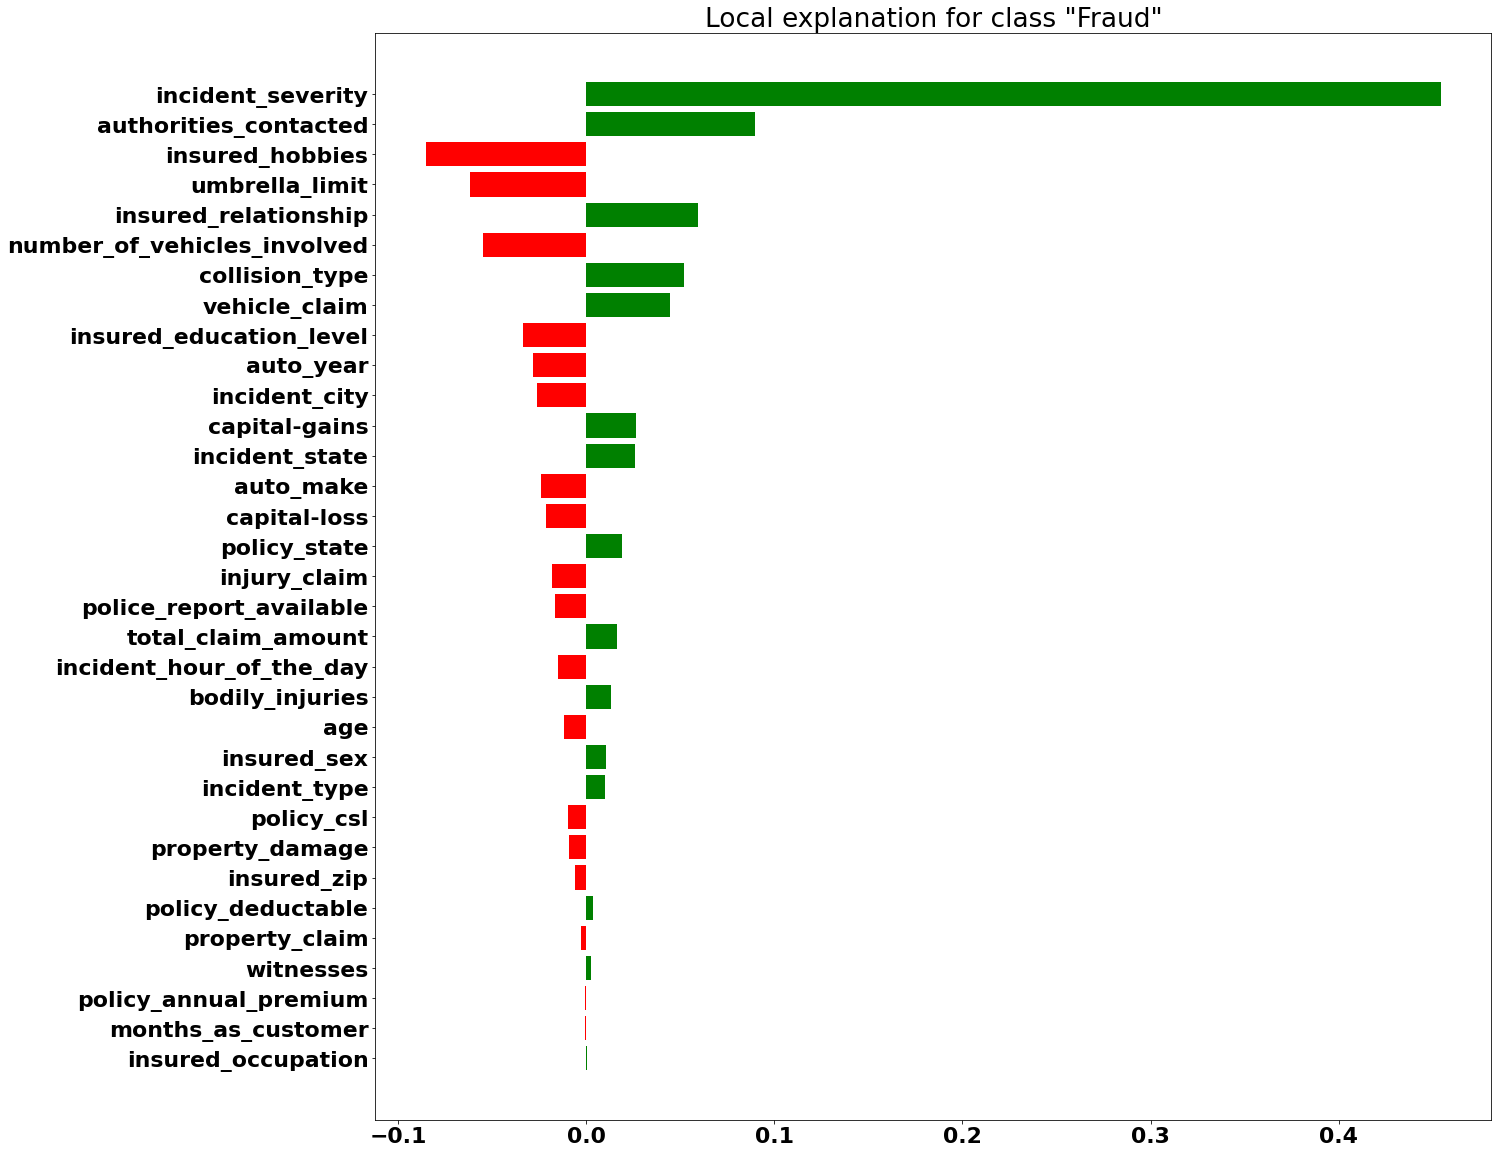 Local explanation for class "Fraud"
incident_severity
authorities_contacted
insured_hobbies
umbrella_limit
insured_relationship
number_of_vehicles_involved
collision_type
vehicle_claim
insured_education_level
auto_year
incident_city
capital-gains
incident_state
auto_make
capital-loss
policy_state
injury_claim
police_report_available
total_claim_amount
incident_hour_of_the_day
bodily_injuries
age
insured_sex
incident_type
policy_csl
property_damage
insured_zip
policy_deductable
property_claim
witnesses
policy_annual_premium
months_as_customer
insured_occupation
−0.1 0.0 0.1 0.2 0.3 0.4